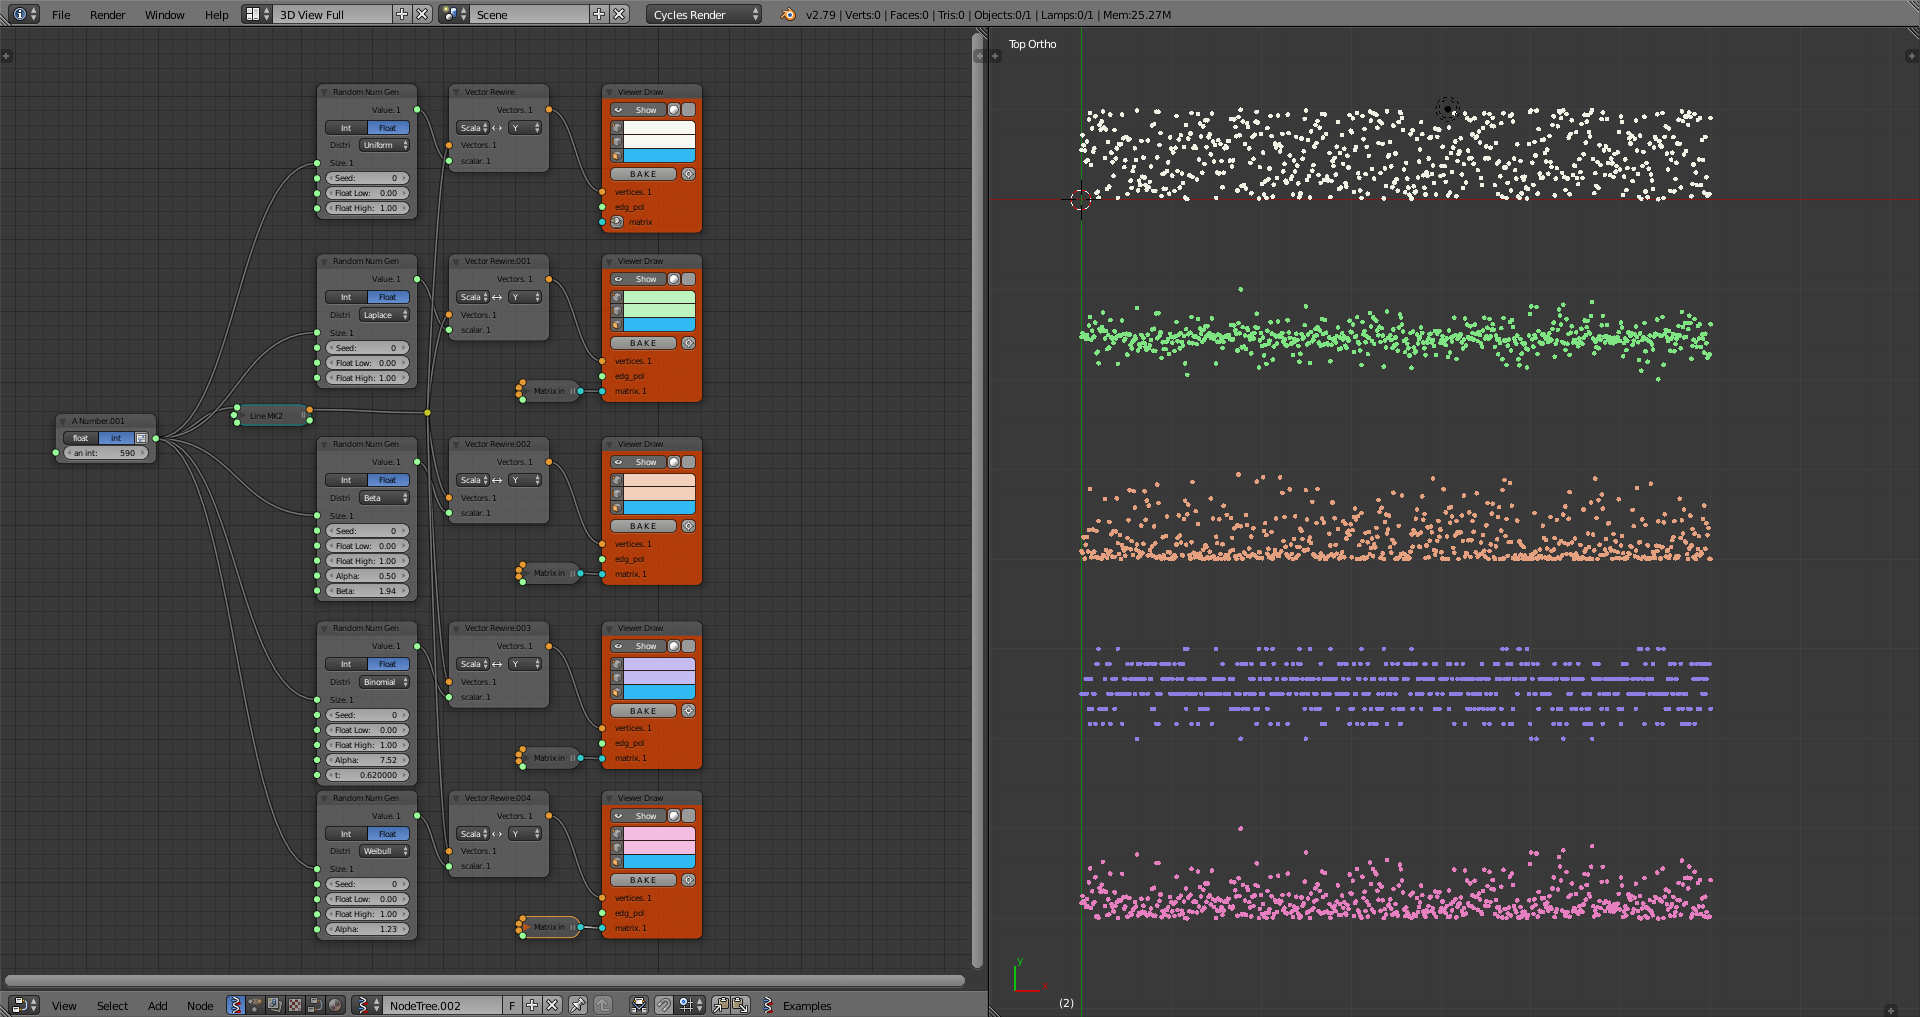 File Render Window Help 3D View Full Scene Cycles Render v2.79 | Verts:0 | Faces:0 | Tris:0 | Objects:0/1 | Lamps:0/1 | Mem:25.27M
Top Ortho
Random Num Gen
Value. 1
Int Float
Distri Uniform
Size. 1
Seed: 0
Float Low: 0.00
Float High: 1.00
Vector Rewire
Vectors. 1
Scala Y
Vectors. 1
scalar. 1
Viewer Draw
Show
BAKE
vertices. 1
edg_pol
matrix
Random Num Gen
Value. 1
Int Float
Distri Laplace
Size. 1
Seed: 0
Float Low: 0.00
Float High: 1.00
Vector Rewire.001
Vectors. 1
Scala Y
Vectors. 1
scalar. 1
Viewer Draw
Show
BAKE
vertices. 1
edg_pol
matrix. 1
Matrix in
A Number.001
float int
an int: 590
Line MK2
Random Num Gen
Value. 1
Int Float
Distri Beta
Size. 1
Seed: 0
Float Low: 0.00
Float High: 1.00
Alpha: 0.50
Beta: 1.94
Vector Rewire.002
Vectors. 1
Scala Y
Vectors. 1
scalar. 1
Viewer Draw
Show
BAKE
vertices. 1
edg_pol
matrix. 1
Matrix in
Random Num Gen
Value. 1
Int Float
Distri Binomial
Size. 1
Seed: 0
Float Low: 0.00
Float High: 1.00
Alpha: 7.52
t: 0.620000
Vector Rewire.003
Vectors. 1
Scala Y
Vectors. 1
scalar. 1
Viewer Draw
Show
BAKE
vertices. 1
edg_pol
matrix. 1
Matrix in
Random Num Gen
Value. 1
Int Float
Distri Weibull
Size. 1
Seed: 0
Float Low: 0.00
Float High: 1.00
Alpha: 1.23
Vector Rewire.004
Vectors. 1
Scala Y
Vectors. 1
scalar. 1
Viewer Draw
Show
BAKE
vertices. 1
edg_pol
matrix. 1
Matrix in
y
x
(2)
View Select Add Node NodeTree.002 F Examples